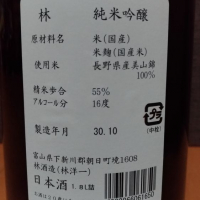 林　純米吟醸
原材料名　米(国産)
米麹(国産米)
使用米　長野県産美山錦
100%
精米歩合　55%
アルコール分　16度
製造年月　30.10
プラ
(中栓)
富山県下新川郡朝日町境1608
林酒造(林洋一)
日本酒 1.8L詰